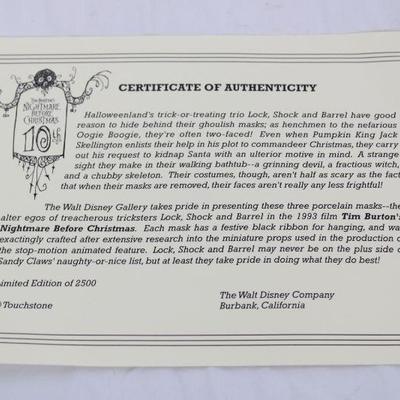 TIM BURTON'S
NIGHTMARE
BEFORE
CHRISTMAS
10th
CERTIFICATE OF AUTHENTICITY
Halloweenland's trick-or-treating trio Lock, Shock and Barrel have good
reason to hide behind their ghoulish masks; as henchmen to the nefarious
Oogie Boogie, they're often two-faced! Even when Pumpkin King Jack
Skellington enlists their help in his plot to commandeer Christmas, they carry
out his request to kidnap Santa with an ulterior motive in mind. A strange
sight they make in their walking bathtub--a grinning devil, a fractious witch,
and a chubby skeleton. Their costumes, though, aren't half as scary as the fact
that when their masks are removed, their faces aren't really any less frightful!
The Walt Disney Gallery takes pride in presenting these three porcelain masks--the
alter egos of treacherous tricksters Lock, Shock and Barrel in the 1993 film Tim Burton's
Nightmare Before Christmas. Each mask has a festive black ribbon for hanging, and wa
exactingly crafted after extensive research into the miniature props used in the production o
the stop-motion animated feature. Lock, Shock and Barrel may never be on the plus side o
Sandy Claws' naughty-or-nice list, but at least they take pride in doing what they do best!
Limited Edition of 2500
The Walt Disney Company
Touchstone
Burbank, California